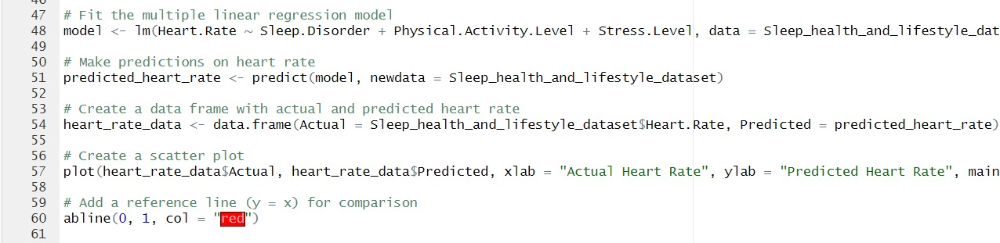 46
47 # Fit the multiple linear regression model
48 model <- lm(Heart.Rate ~ Sleep.Disorder + Physical.Activity.Level + Stress.Level, data = Sleep_health_and_lifestyle_dat
49
50 # Make predictions on heart rate
51 predicted_heart_rate <- predict(model, newdata = Sleep_health_and_lifestyle_dataset)
52
53 # Create a data frame with actual and predicted heart rate
54 heart_rate_data <- data.frame(Actual = Sleep_health_and_lifestyle_dataset$Heart.Rate, Predicted = predicted_heart_rate)
55
56 # Create a scatter plot
57 plot(heart_rate_data$Actual, heart_rate_data$Predicted, xlab = "Actual Heart Rate", ylab = "Predicted Heart Rate", main
58
59 # Add a reference line (y = x) for comparison
60 abline(0, 1, col = "red")
61